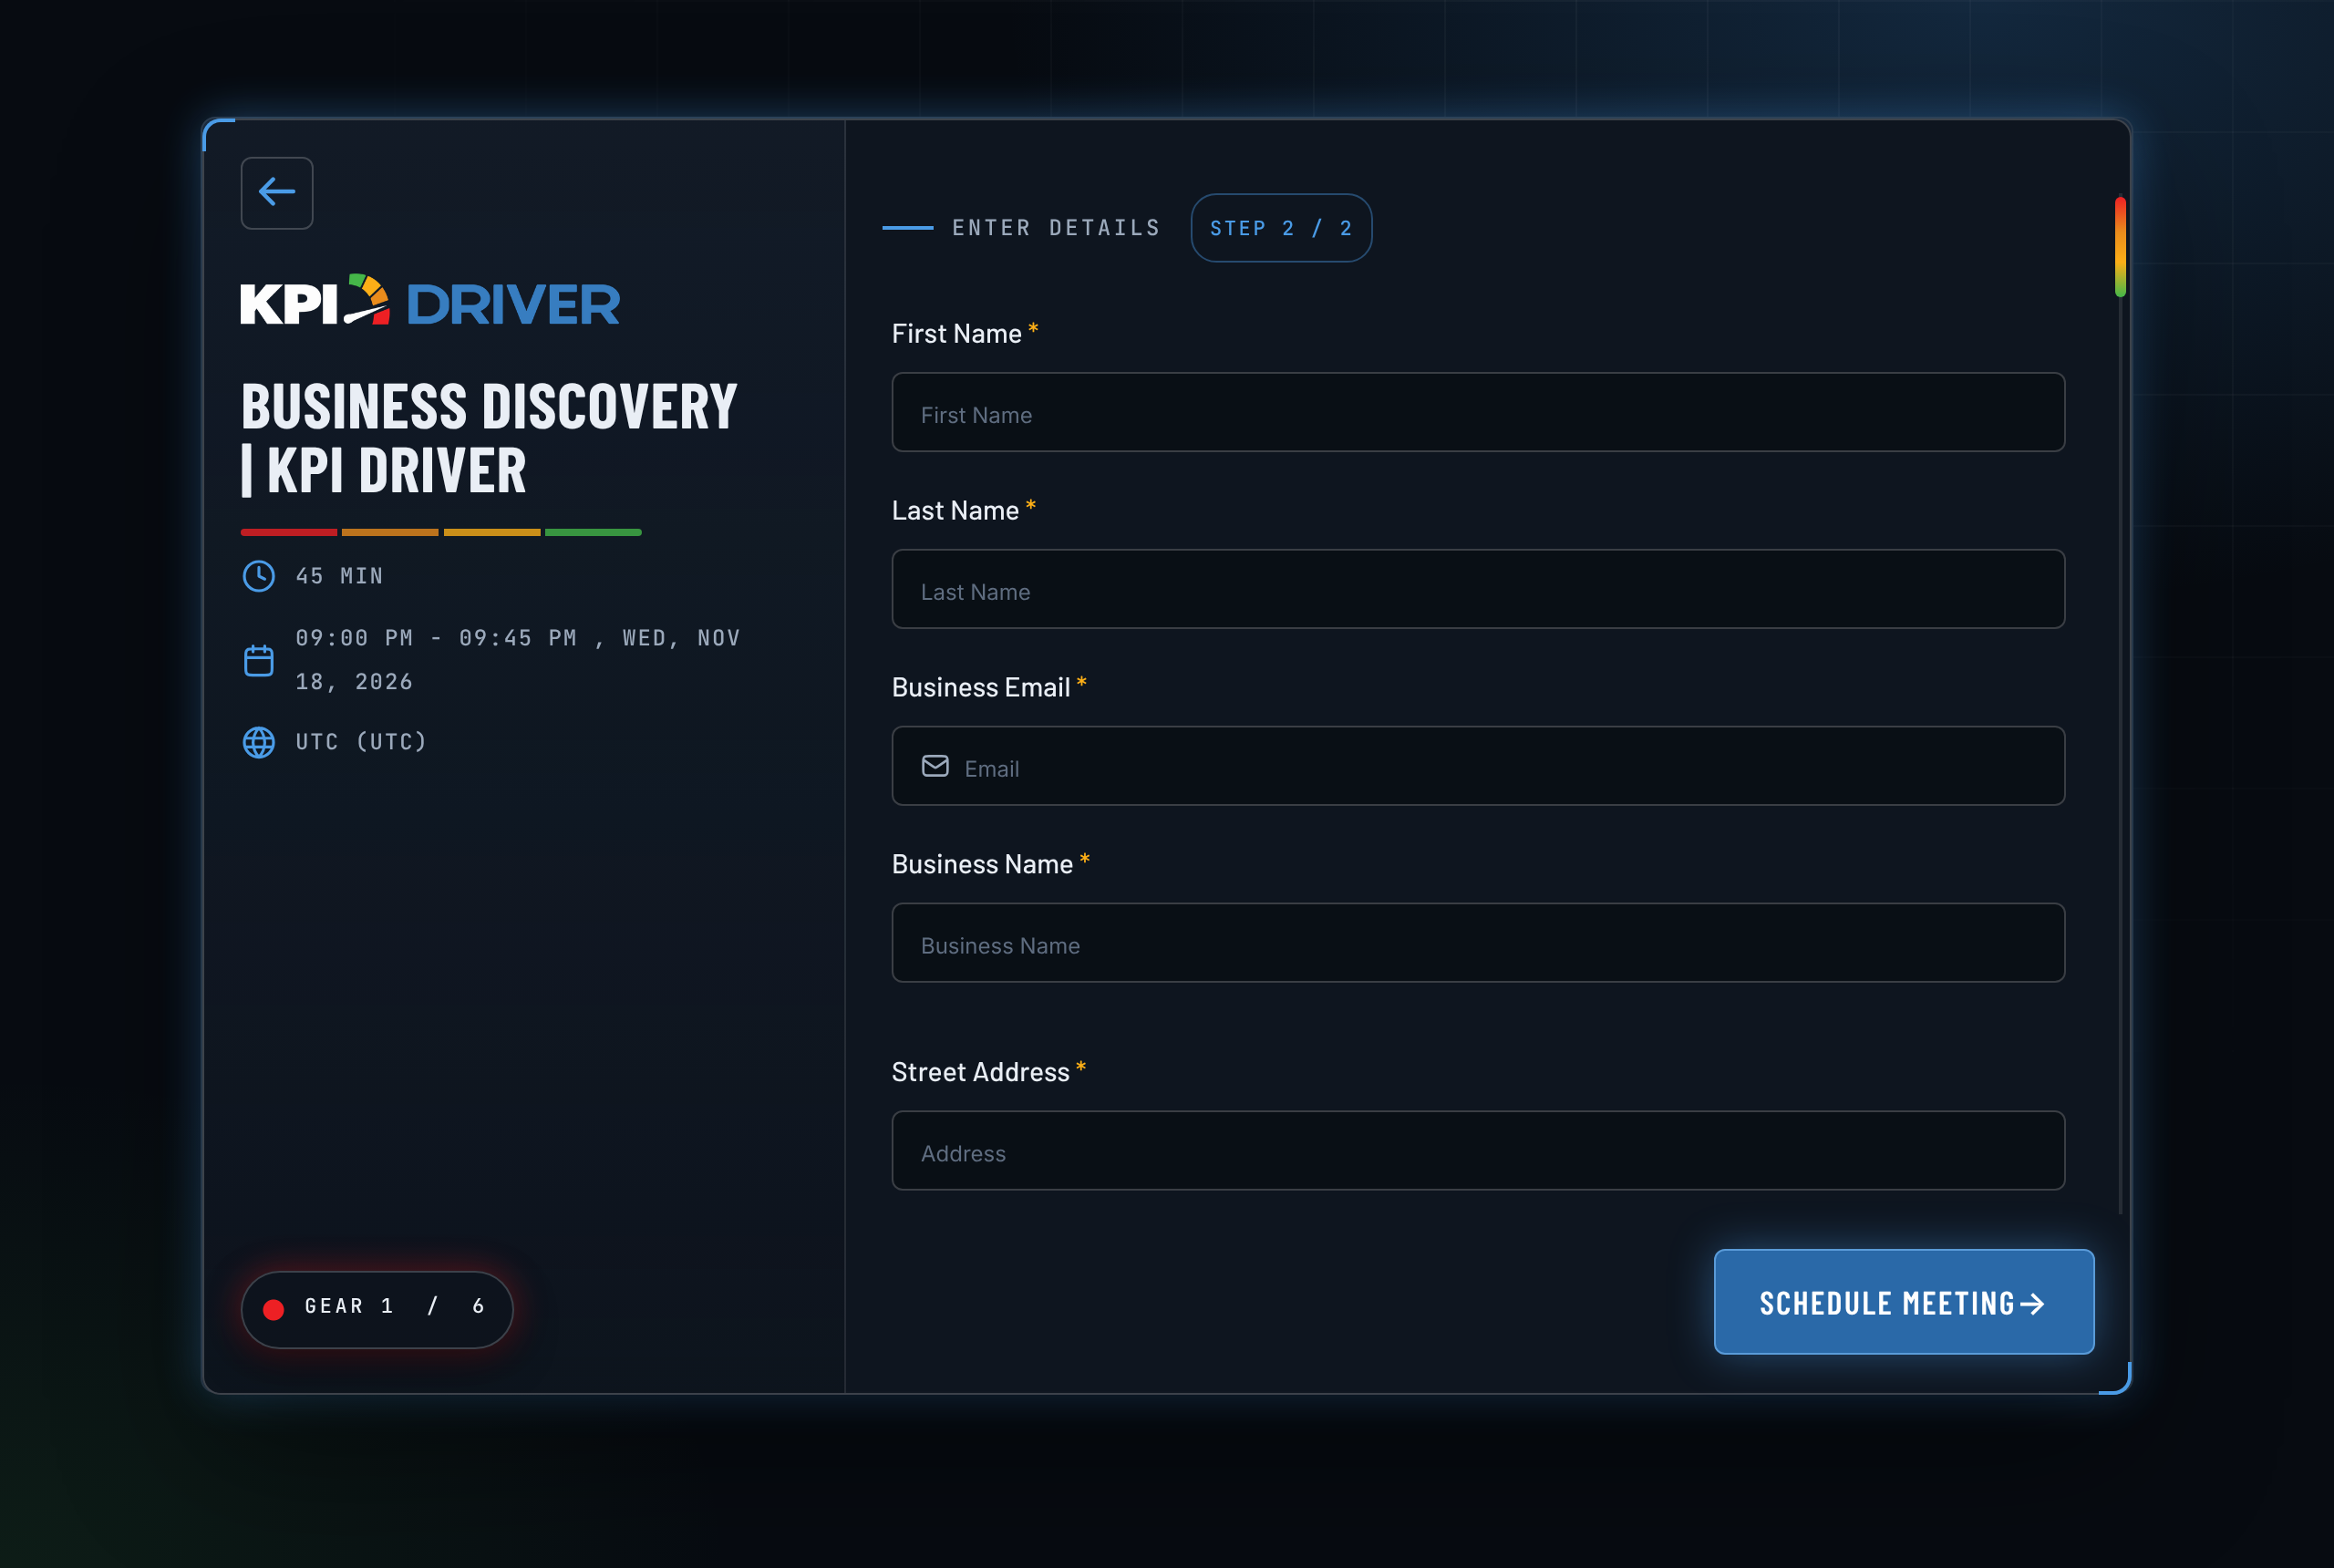 KPI DRIVER
BUSINESS DISCOVERY
| KPI DRIVER
45 MIN
09:00 PM - 09:45 PM , WED, NOV
18, 2026
UTC (UTC)
GEAR 1 / 6
ENTER DETAILS STEP 2 / 2
First Name *
First Name
Last Name *
Last Name
Business Email *
Email
Business Name *
Business Name
Street Address *
Address
SCHEDULE MEETING→